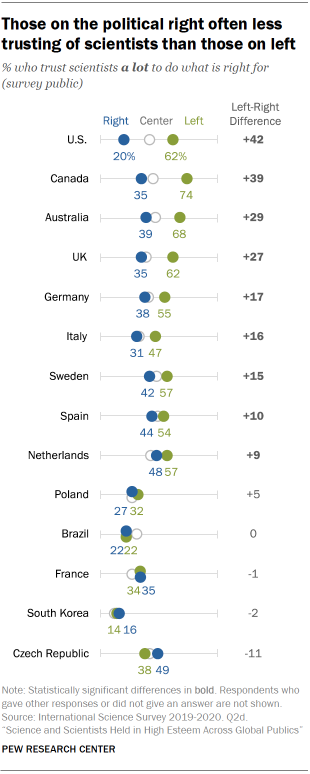 Those on the political right often less
trusting of scientists than those on left
% who trust scientists a lot to do what is right for
(survey public)
Left-Right
Difference
Right Center Left
U.S. 20% 62% +42
Canada 35 74 +39
Australia 39 68 +29
UK 35 62 +27
Germany 38 55 +17
Italy 31 47 +16
Sweden 42 57 +15
Spain 44 54 +10
Netherlands 48 57 +9
Poland 27 32 +5
Brazil 22 22 0
France 34 35 -1
South Korea 14 16 -2
Czech Republic 38 49 -11
Note: Statistically significant differences in bold. Respondents who
gave other responses or did not give an answer are not shown.
Source: International Science Survey 2019-2020. Q2d.
“Science and Scientists Held in High Esteem Across Global Publics”
PEW RESEARCH CENTER